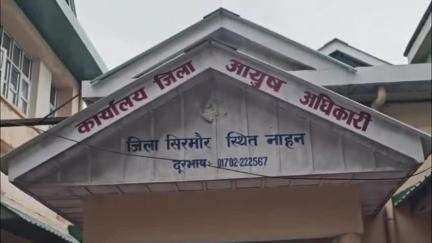 कार्यालय जिला आयुष अधिकारी
जिला सिरमौर स्थित नाहन
दूरभाषः 01702-222567